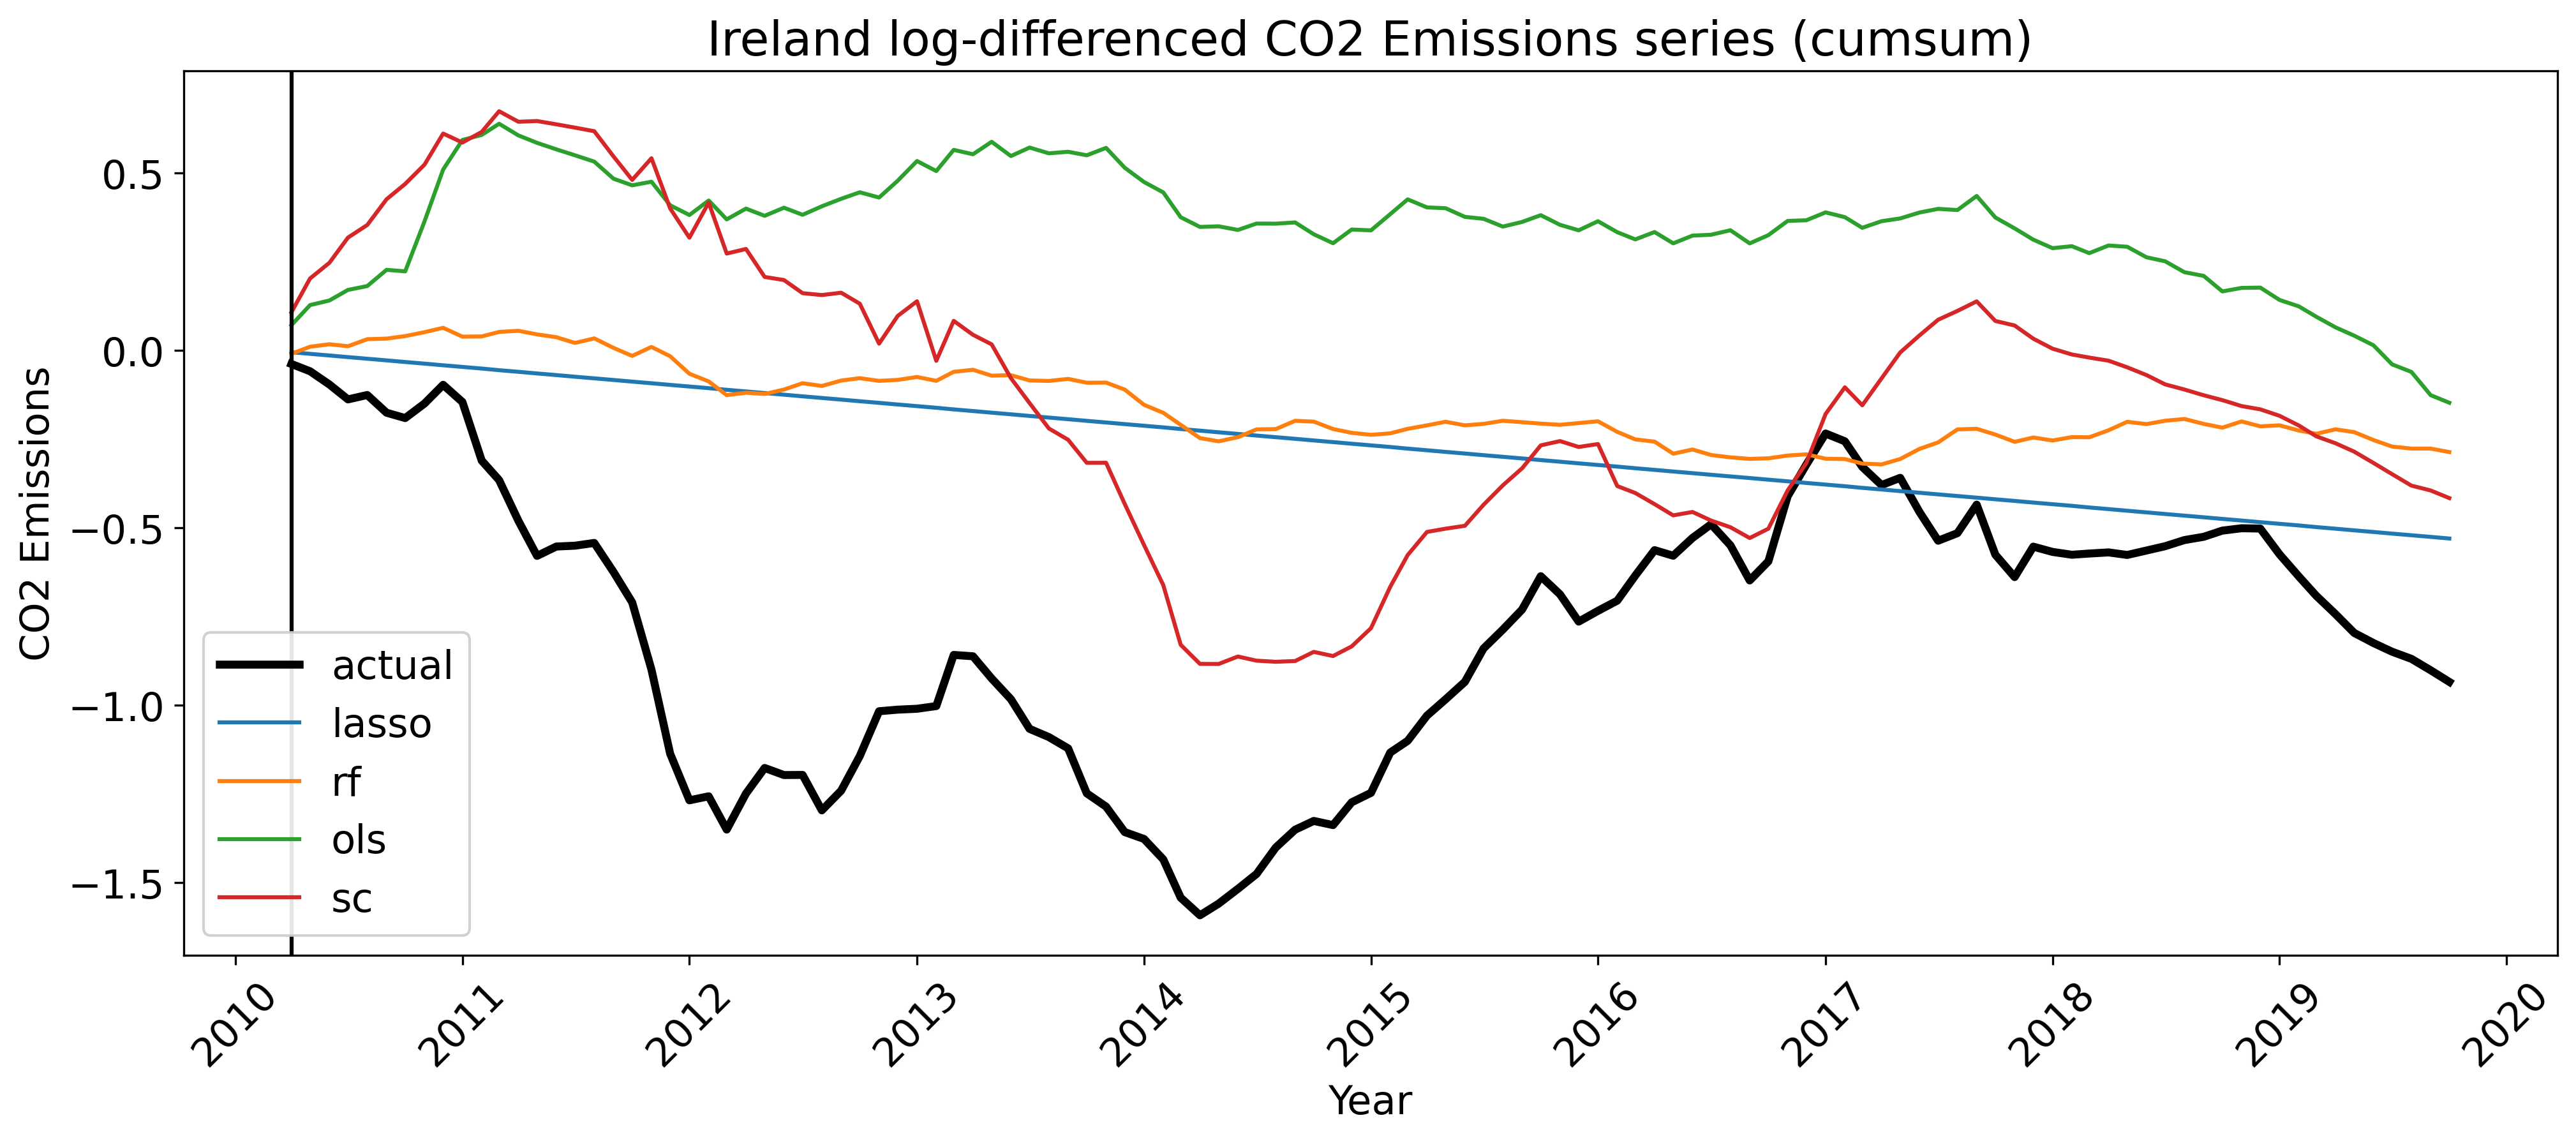 Ireland log-differenced CO2 Emissions series (cumsum)
CO2 Emissions
0.5
0.0
−0.5
−1.0
−1.5
actual
lasso
rf
ols
sc
2010
2011
2012
2013
2014
2015
2016
2017
2018
2019
2020
Year